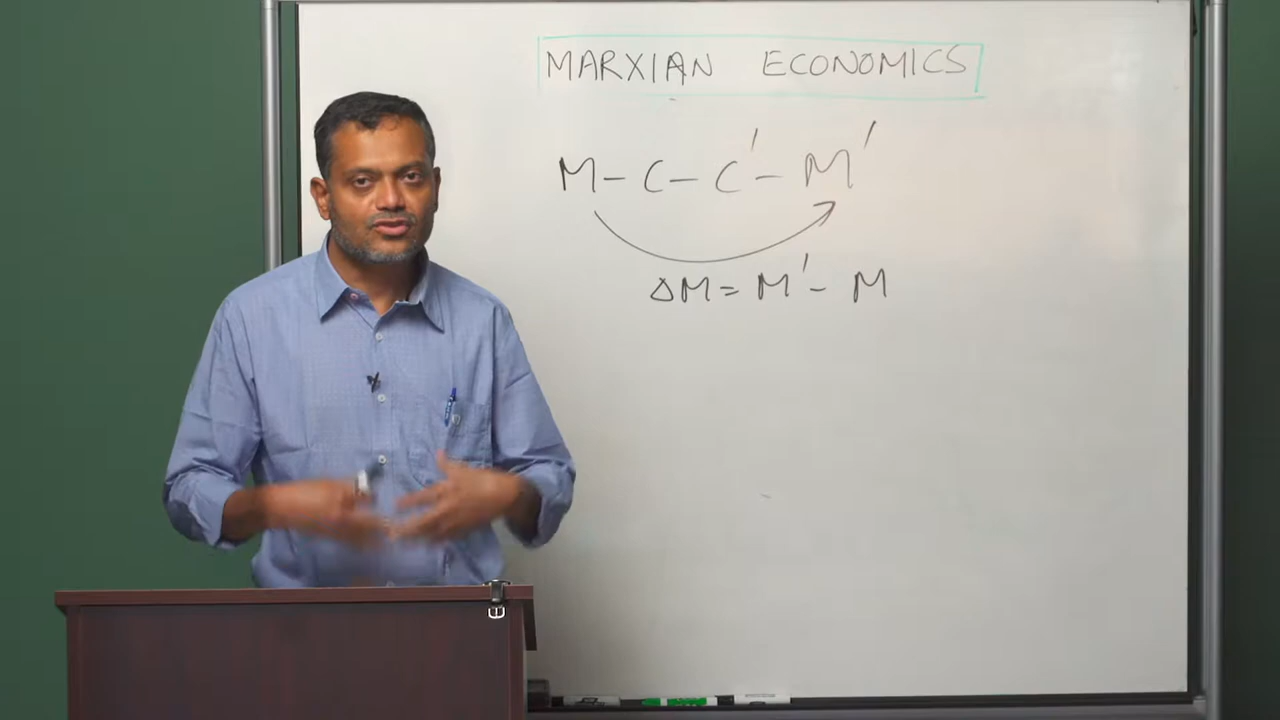 MARXIAN ECONOMICS
M – C – C' – M'
ΔM = M' – M